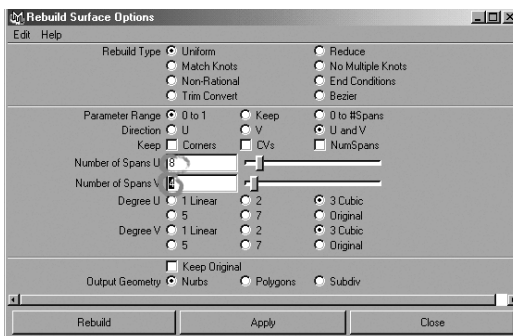 Rebuild Surface Options
Edit Help
Rebuild Type Uniform Reduce
Match Knots No Multiple Knots
Non-Rational End Conditions
Trim Convert Bezier
Parameter Range 0 to 1 Keep 0 to #Spans
Direction U V U and V
Keep Corners CVs NumSpans
Number of Spans U 8
Number of Spans V 4
Degree U 1 Linear 2 3 Cubic
5 7 Original
Degree V 1 Linear 2 3 Cubic
5 7 Original
Keep Original
Output Geometry Nurbs Polygons Subdiv
Rebuild Apply Close